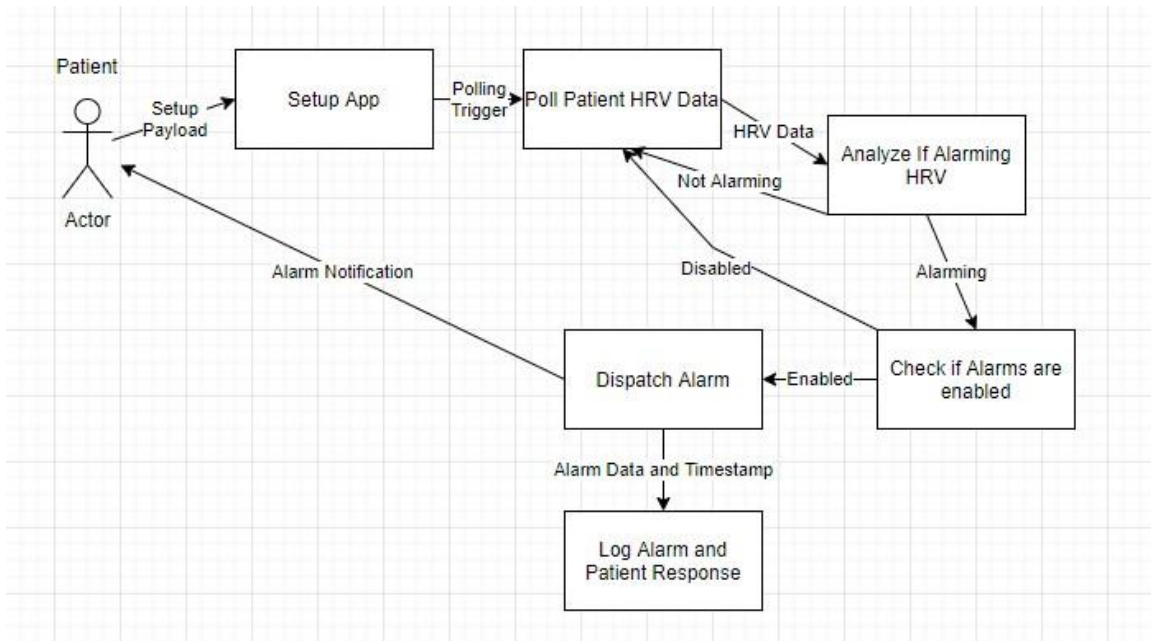 Patient
Actor
Setup
Payload
Setup App
Polling
Trigger
Poll Patient HRV Data
HRV Data
Analyze If Alarming
HRV
Not Alarming
Alarming
Disabled
Check if Alarms are
enabled
Enabled
Dispatch Alarm
Alarm Notification
Alarm Data and Timestamp
Log Alarm and
Patient Response